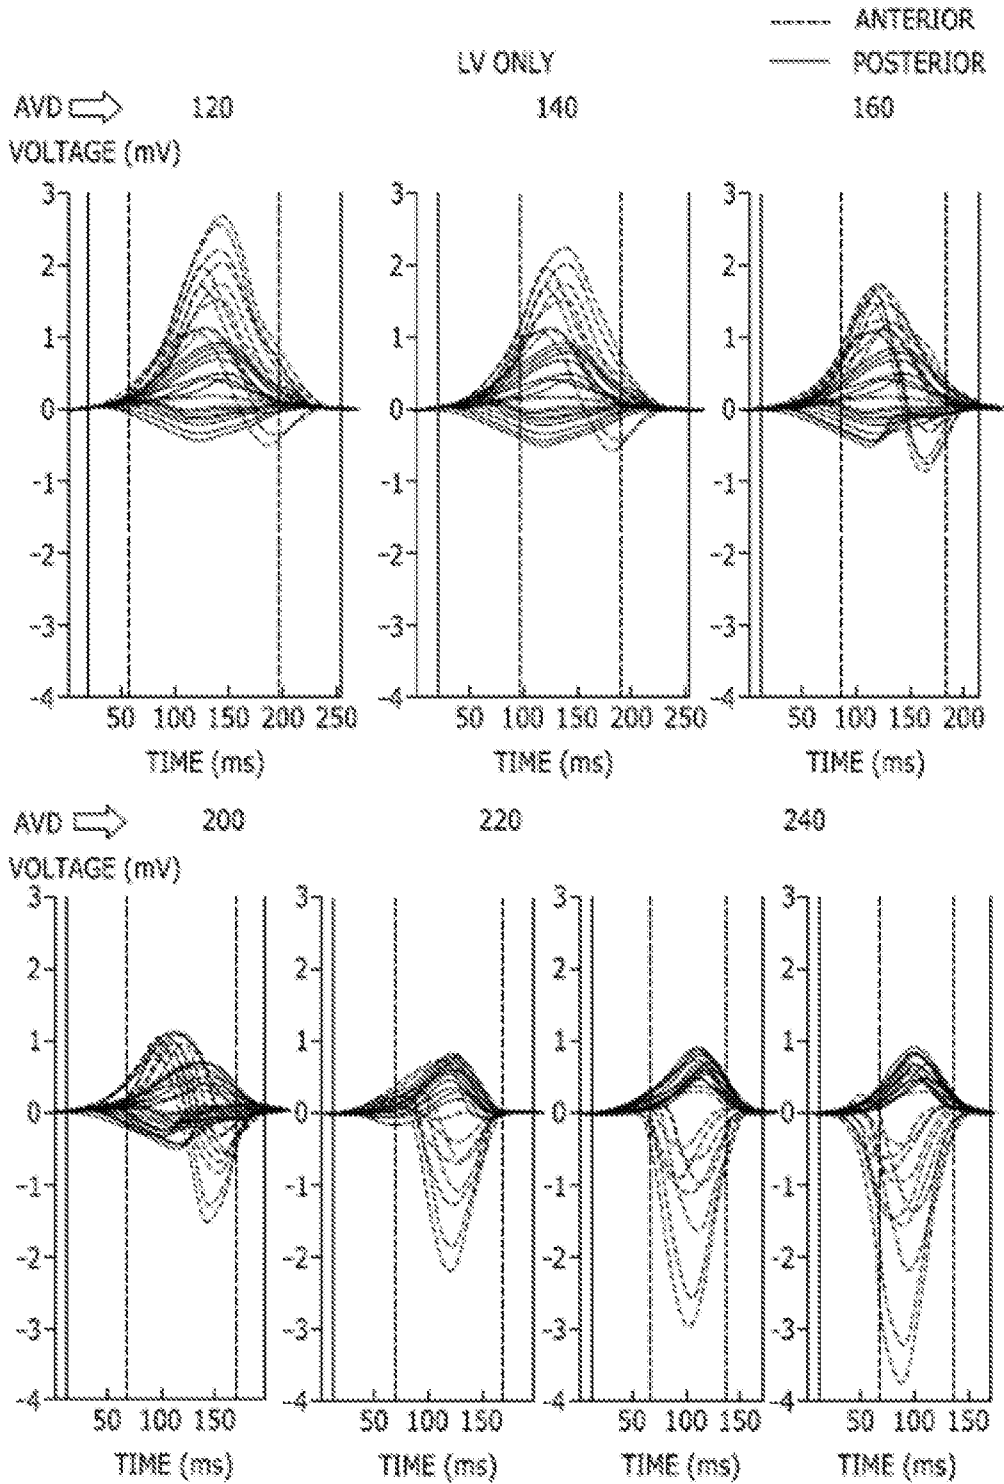 --- ANTERIOR
LV ONLY — POSTERIOR
AVD ⇨ 120 140 160
VOLTAGE (mV)
3 3 3
2 2 2
1 1 1
0 0 0
-1 -1 -1
-2 -2 -2
-3 -3 -3
-4 -4 -4
50 100 150 200 250 50 100 150 200 250 50 100 150 200
TIME (ms) TIME (ms) TIME (ms)
AVD ⇨ 200 220 240
VOLTAGE (mV)
3 3 3 3
2 2 2 2
1 1 1 1
0 0 0 0
-1 -1 -1 -1
-2 -2 -2 -2
-3 -3 -3 -3
-4 -4 -4 -4
50 100 150 50 100 150 50 100 150 50 100 150
TIME (ms) TIME (ms) TIME (ms) TIME (ms)